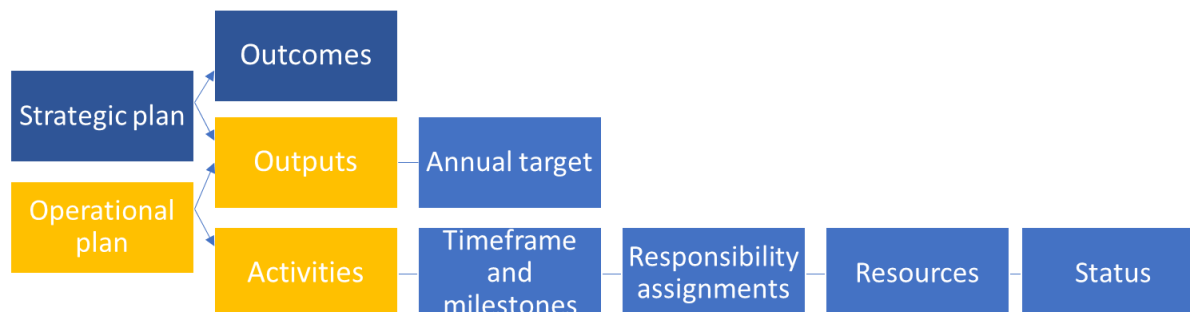 Outcomes
Strategic plan
Outputs
Annual target
Operational
plan
Activities
Timeframe
and
milestones
Responsibility
assignments
Resources
Status